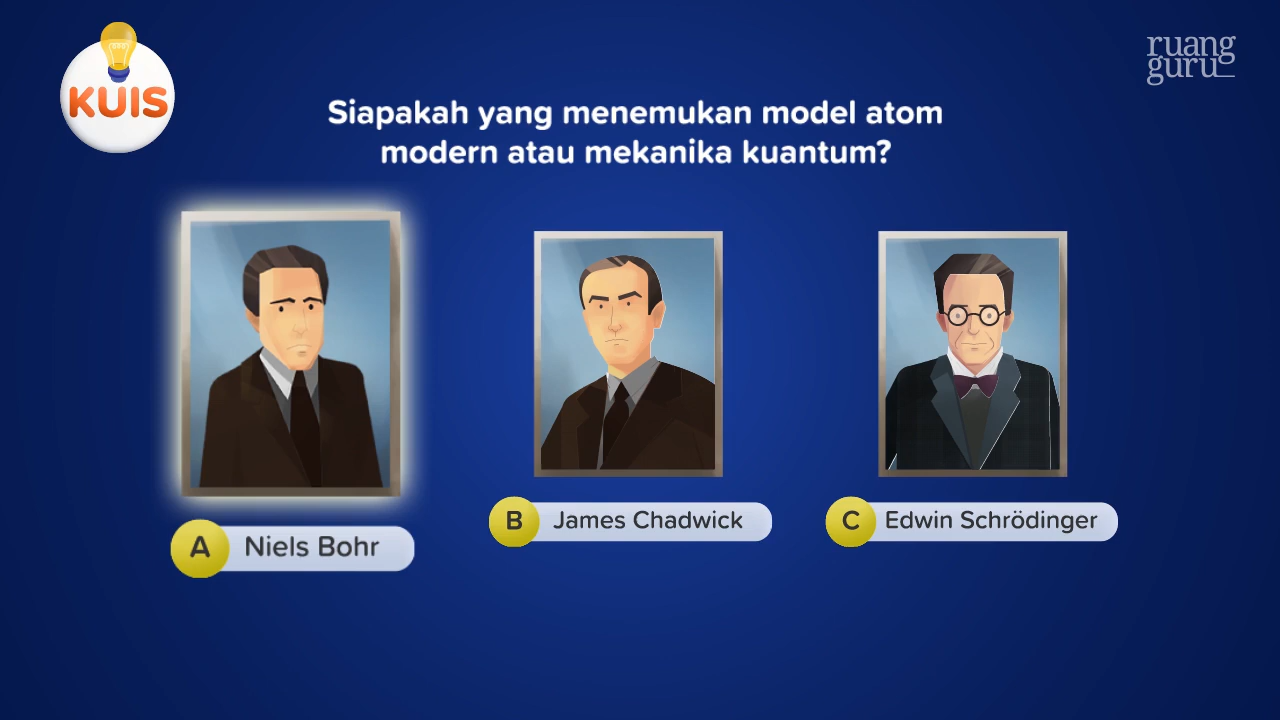 KUIS
ruang
guru
Siapakah yang menemukan model atom
modern atau mekanika kuantum?
A Niels Bohr
B James Chadwick
C Edwin Schrödinger